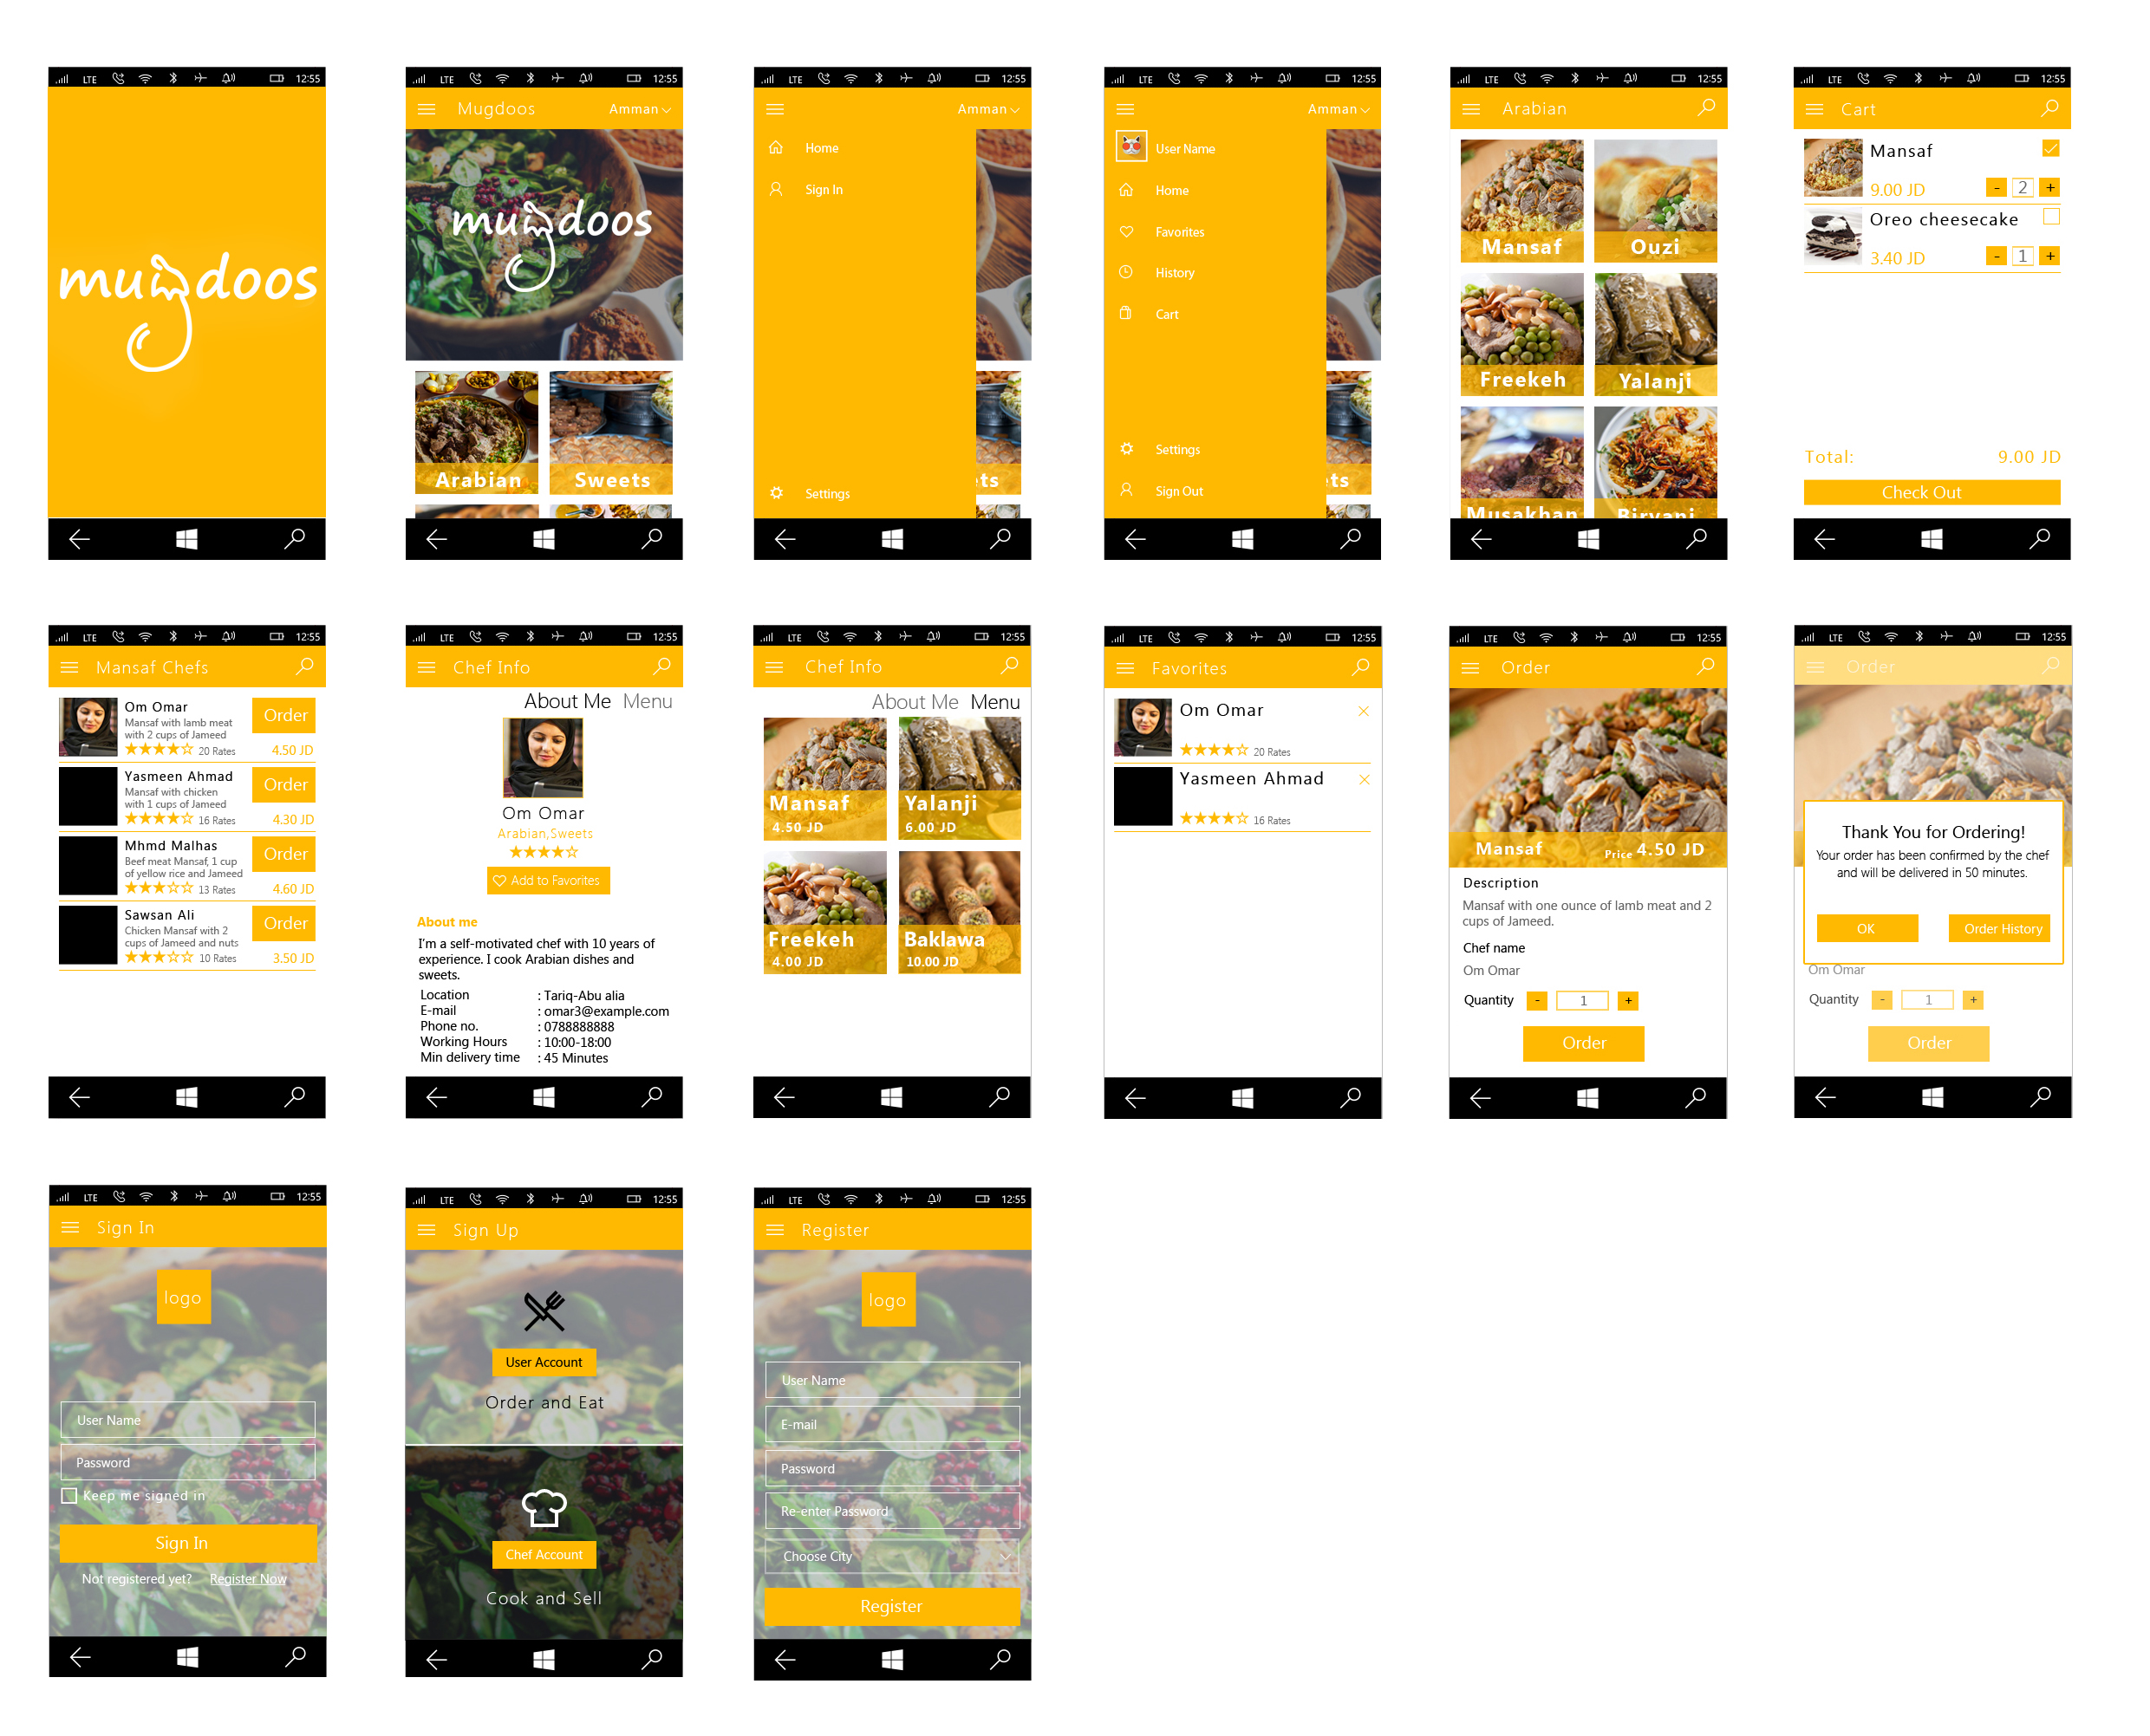 LTE 12:55
mugdoos
LTE 12:55
Mugdoos Amman
mugdoos
Arabian Sweets
LTE 12:55
Amman
Home
Sign In
Settings
ets
LTE 12:55
Amman
User Name
Home
Favorites
History
Cart
Settings
Sign Out
ets
LTE 12:55
Arabian
Mansaf Ouzi
Freekeh Yalanji
Musakhan Biryani
LTE 12:55
Cart
Mansaf
9.00 JD - 2 +
Oreo cheesecake
3.40 JD - 1 +
Total: 9.00 JD
Check Out
LTE 12:55
Mansaf Chefs
Om Omar
Mansaf with lamb meat
with 2 cups of Jameed
Order
20 Rates 4.50 JD
Yasmeen Ahmad
Mansaf with chicken
with 1 cups of Jameed
Order
16 Rates 4.30 JD
Mhmd Malhas
Beef meat Mansaf, 1 cup
of yellow rice and Jameed
Order
13 Rates 4.60 JD
Sawsan Ali
Chicken Mansaf with 2
cups of Jameed and nuts
Order
10 Rates 3.50 JD
LTE 12:55
Chef Info
About Me Menu
Om Omar
Arabian,Sweets
Add to Favorites
About me
I'm a self-motivated chef with 10 years of
experience. I cook Arabian dishes and
sweets.
Location : Tariq-Abu alia
E-mail : omar3@example.com
Phone no. : 0788888888
Working Hours : 10:00-18:00
Min delivery time : 45 Minutes
LTE 12:55
Chef Info
About Me Menu
Mansaf Yalanji
4.50 JD 6.00 JD
Freekeh Baklawa
4.00 JD 10.00 JD
LTE 12:55
Favorites
Om Omar
20 Rates
Yasmeen Ahmad
16 Rates
LTE 12:55
Order
Mansaf Price 4.50 JD
Description
Mansaf with one ounce of lamb meat and 2
cups of Jameed.
Chef name
Om Omar
Quantity - 1 +
Order
LTE 12:55
Order
Thank You for Ordering!
Your order has been confirmed by the chef
and will be delivered in 50 minutes.
OK Order History
Om Omar
Quantity - 1 +
Order
LTE 12:55
Sign In
logo
User Name
Password
Keep me signed in
Sign In
Not registered yet? Register Now
LTE 12:55
Sign Up
User Account
Order and Eat
Chef Account
Cook and Sell
LTE 12:55
Register
logo
User Name
E-mail
Password
Re-enter Password
Choose City
Register